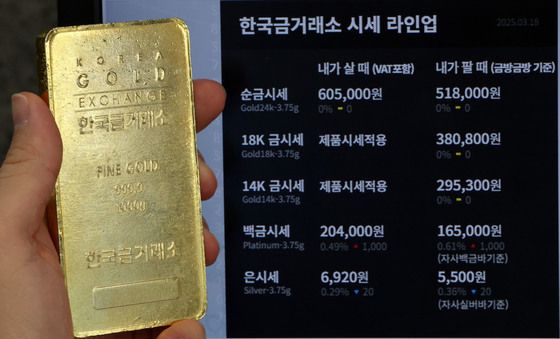 KOREA
GOLD
EXCHANGE
한국금거래소
FINE GOLD
999.9
한국금거래소
한국금거래소 시세 라인업
2025.03.18
내가 살 때 (VAT포함)
내가 팔 때 (금방금방 기준)
순금시세
605,000원
518,000원
Gold24k-3.75g
0% 0
0% 0
18K 금시세
제품시세적용
380,800원
Gold18k-3.75g
0% 0
14K 금시세
제품시세적용
295,300원
Gold14k-3.75g
0% 0
백금시세
204,000원
165,000원
Platinum-3.75g
0.49% ▲ 1,000
0.61% ▲ 1,000
(자사백금바기준)
은시세
6,920원
5,500원
Silver-3.75g
0.29% ▼ 20
0.36% ▼ 20
(자사실버바기준)